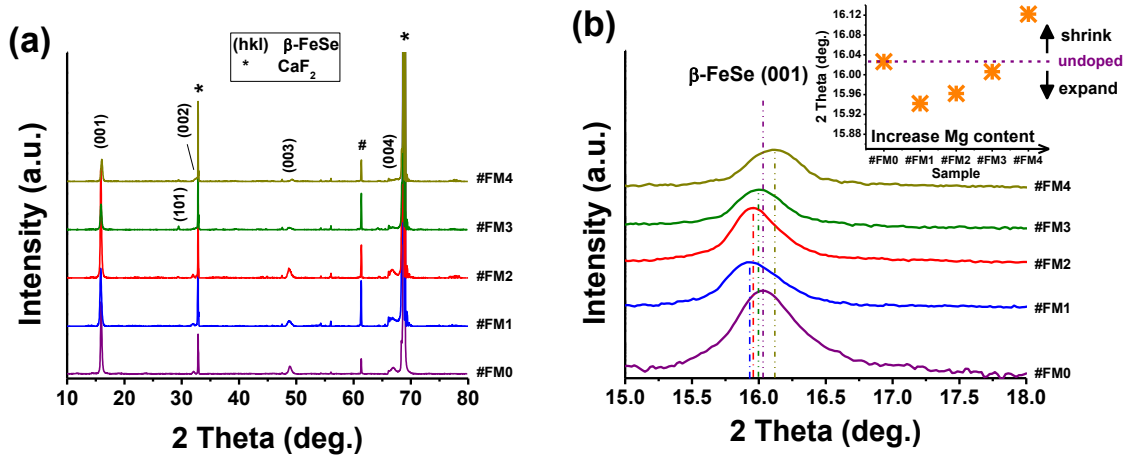 (a)
(hkl) β-FeSe
* CaF2
*
*
(001)
(002)
(101)
(003)
#
(004)
#FM4
#FM3
#FM2
#FM1
#FM0
Intensity (a.u.)
10 20 30 40 50 60 70 80
2 Theta (deg.)
(b)
β-FeSe (001)
#FM4
#FM3
#FM2
#FM1
#FM0
Intensity (a.u.)
15.0 15.5 16.0 16.5 17.0 17.5 18.0
2 Theta (deg.)
16.12
16.08
16.04
16.00
15.96
15.92
15.88
2 Theta (deg.)
shrink
undoped
expand
Increase Mg content
#FM0 #FM1 #FM2 #FM3 #FM4
Sample